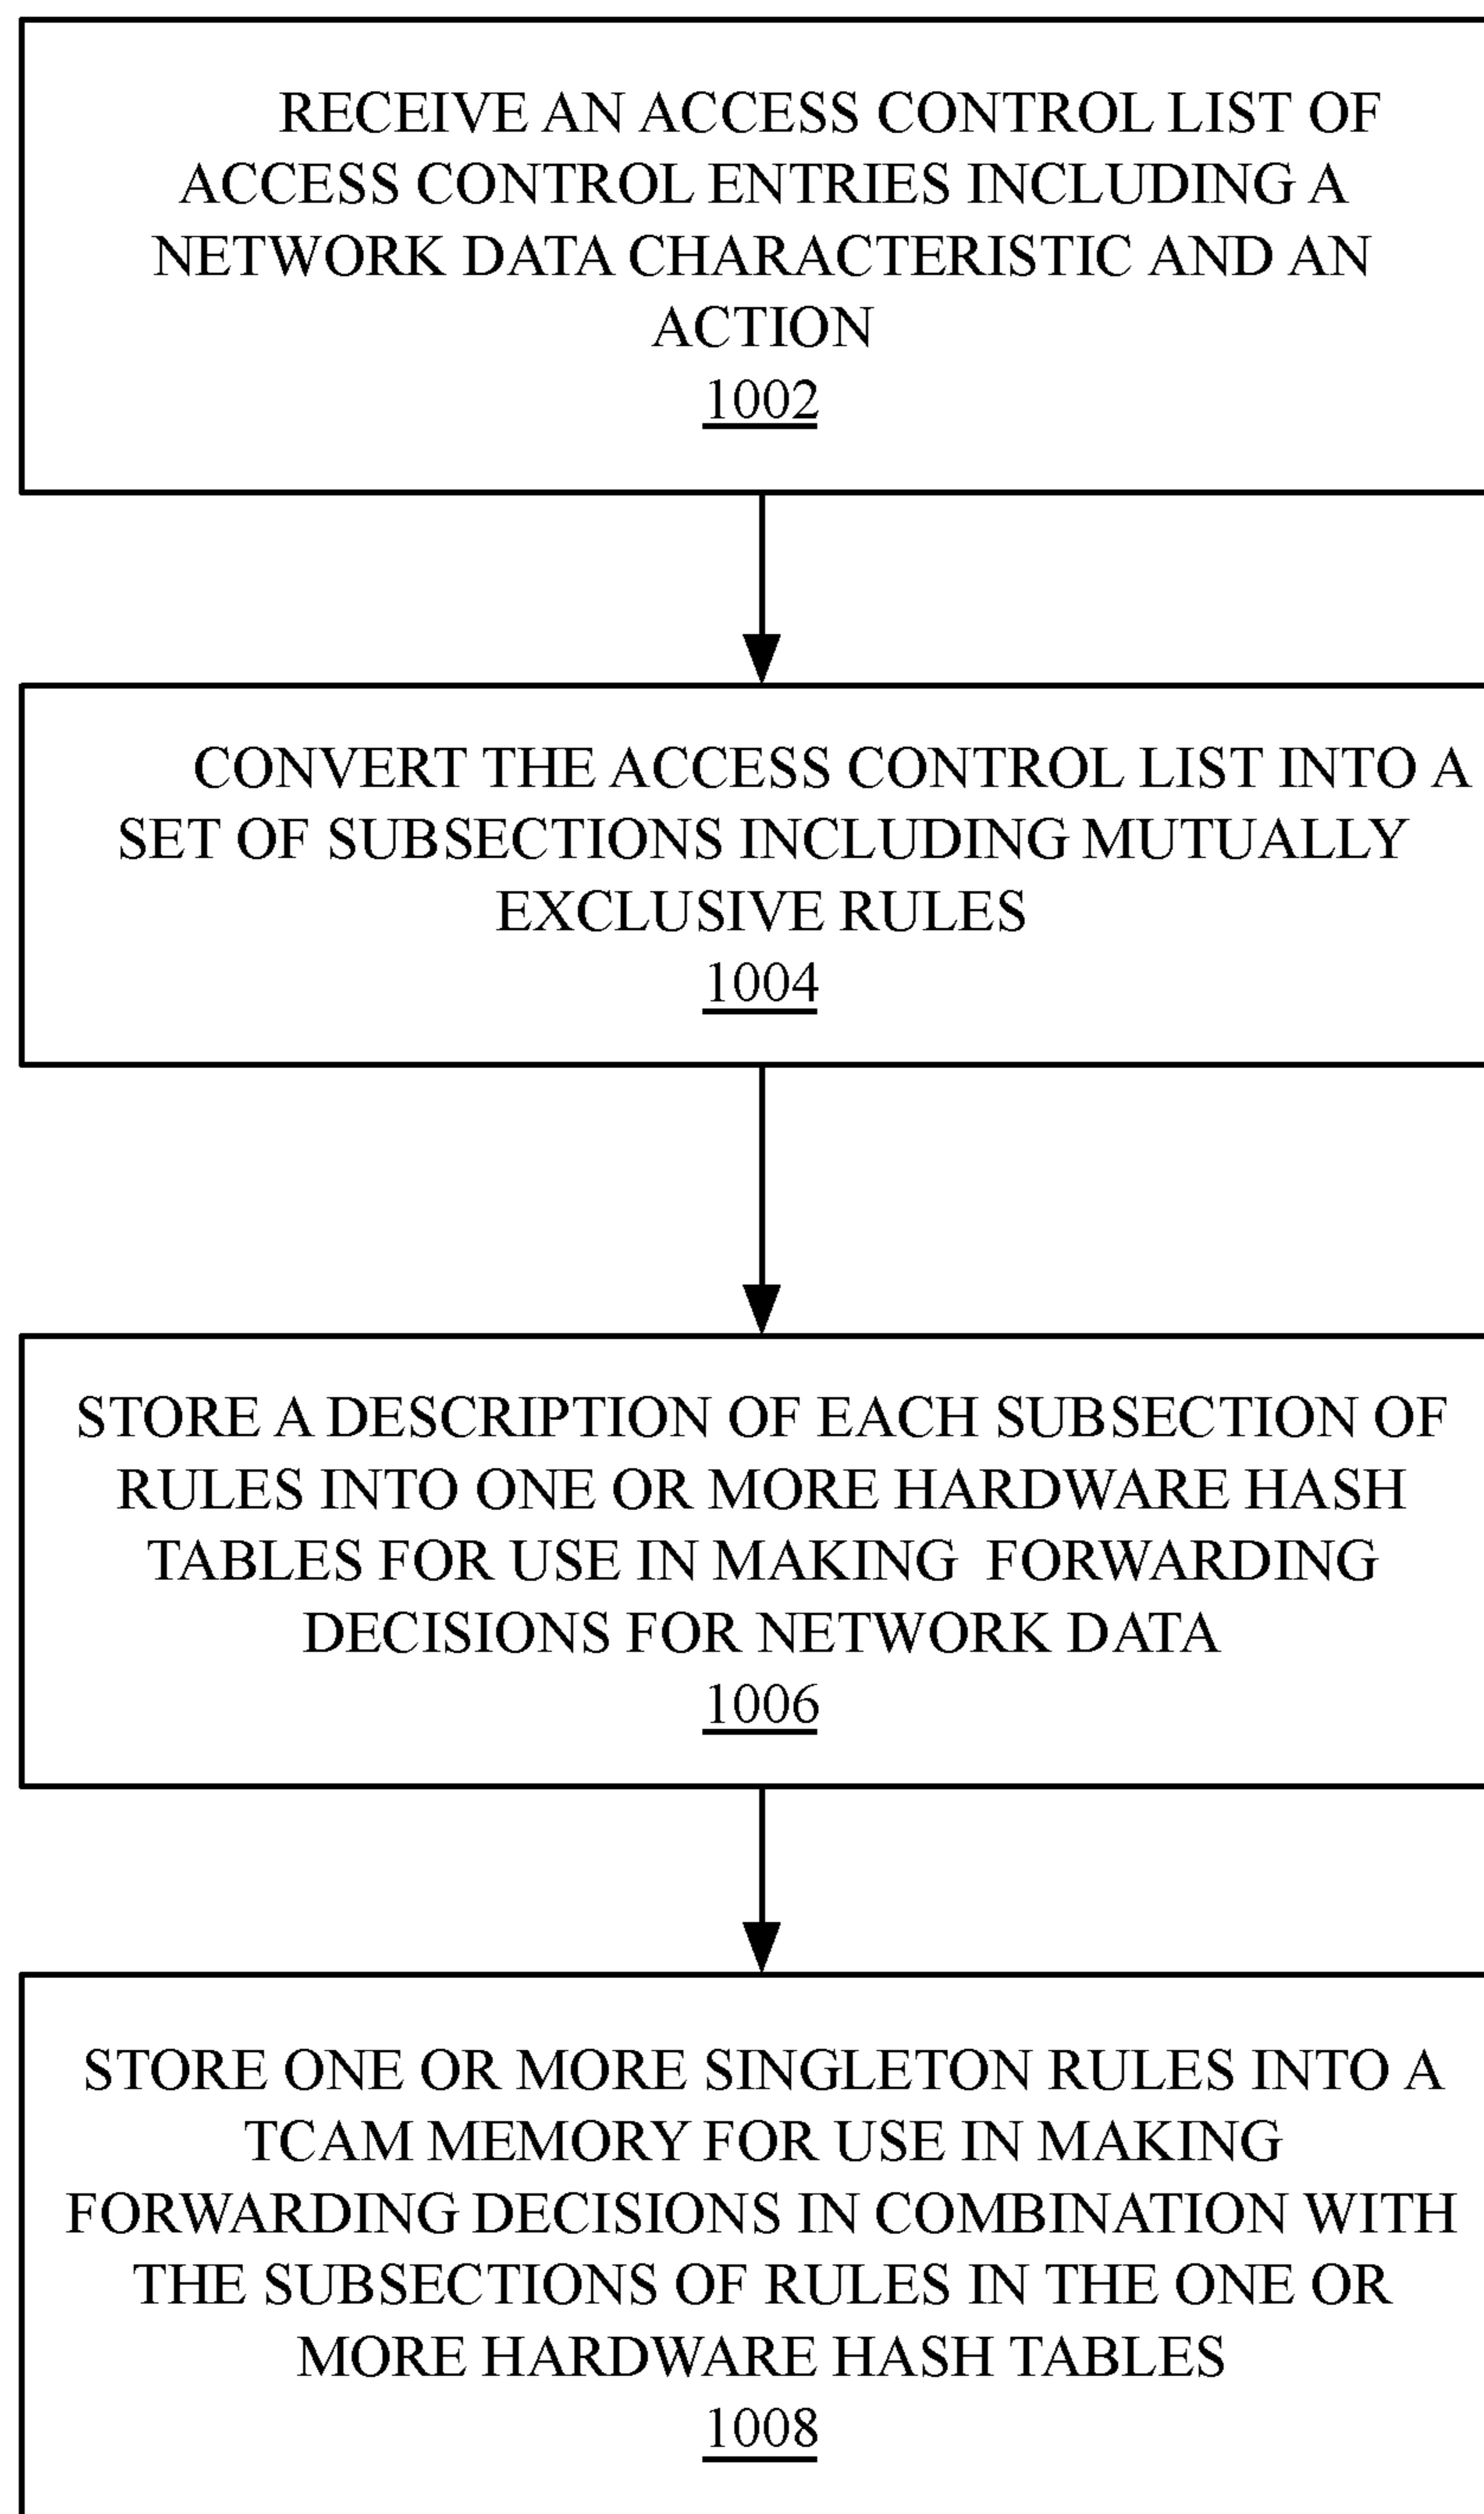 RECEIVE AN ACCESS CONTROL LIST OF
ACCESS CONTROL ENTRIES INCLUDING A
NETWORK DATA CHARACTERISTIC AND AN
ACTION
1002
CONVERT THE ACCESS CONTROL LIST INTO A
SET OF SUBSECTIONS INCLUDING MUTUALLY
EXCLUSIVE RULES
1004
STORE A DESCRIPTION OF EACH SUBSECTION OF
RULES INTO ONE OR MORE HARDWARE HASH
TABLES FOR USE IN MAKING FORWARDING
DECISIONS FOR NETWORK DATA
1006
STORE ONE OR MORE SINGLETON RULES INTO A
TCAM MEMORY FOR USE IN MAKING
FORWARDING DECISIONS IN COMBINATION WITH
THE SUBSECTIONS OF RULES IN THE ONE OR
MORE HARDWARE HASH TABLES
1008